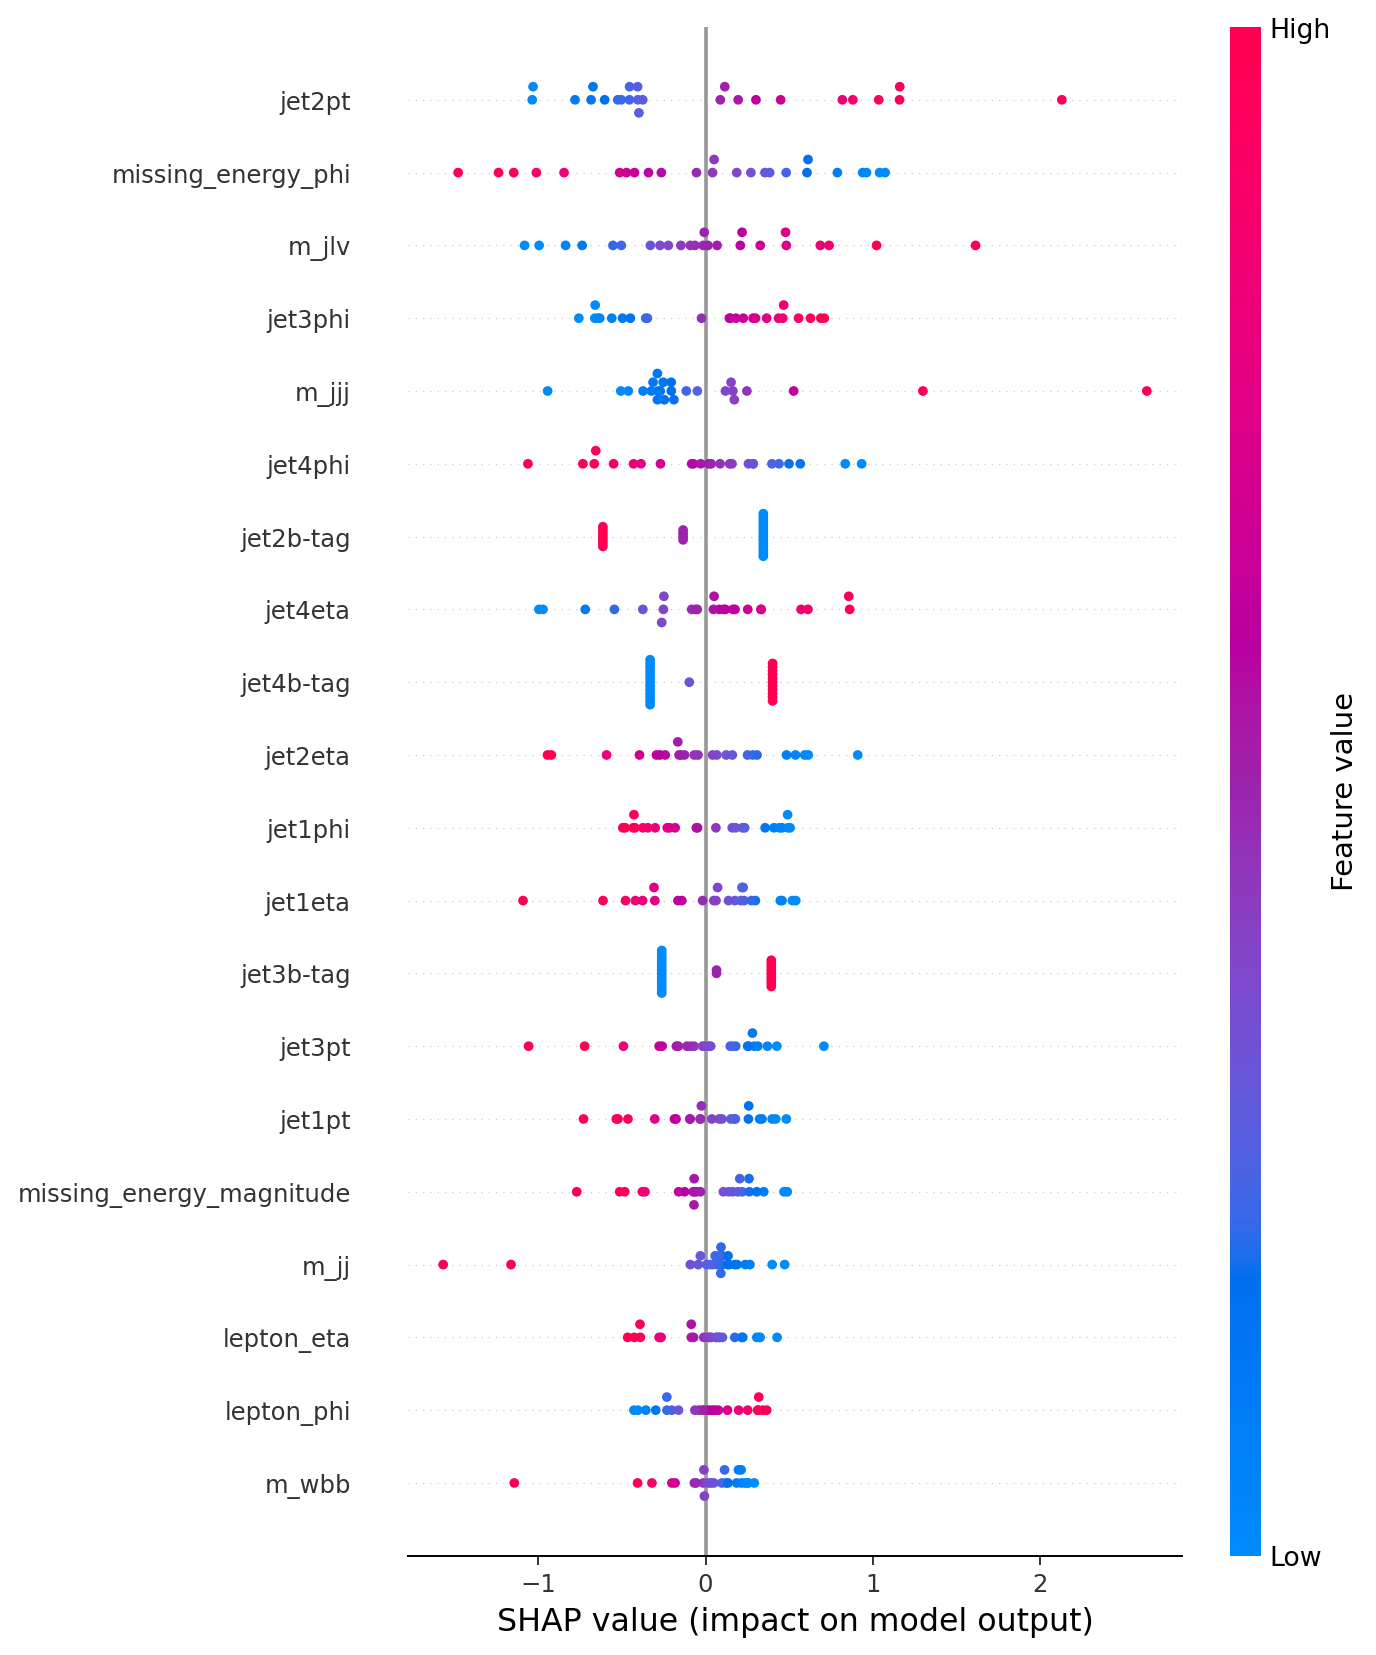 High
jet2pt
missing_energy_phi
m_jlv
jet3phi
m_jjj
jet4phi
jet2b-tag
jet4eta
jet4b-tag
jet2eta
jet1phi
jet1eta
jet3b-tag
jet3pt
jet1pt
missing_energy_magnitude
m_jj
lepton_eta
lepton_phi
m_wbb
Feature value
Low
−1 0 1 2
SHAP value (impact on model output)